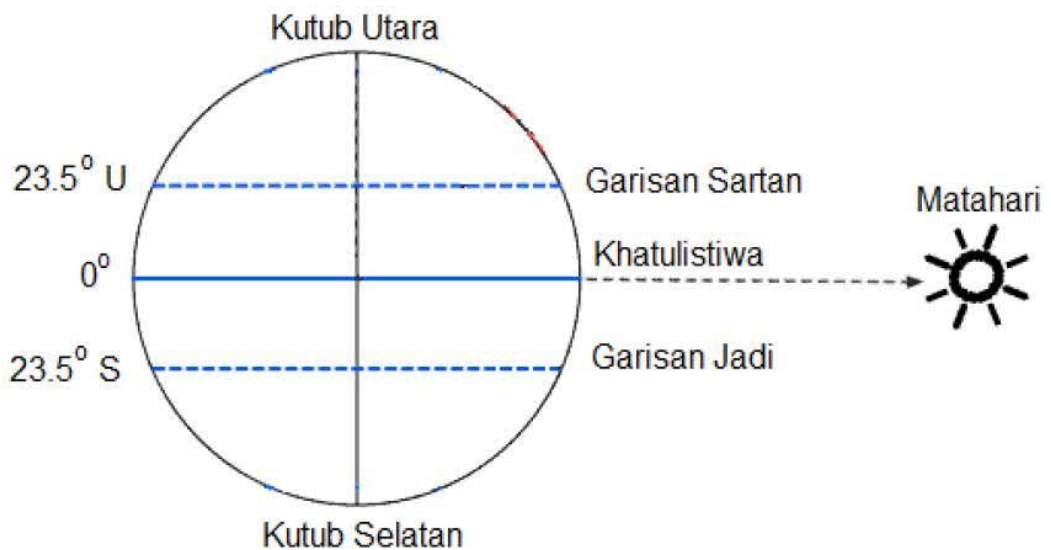 Kutub Utara
23.5° U
Garisan Sartan
Matahari
Khatulistiwa
0°
Garisan Jadi
23.5° S
Kutub Selatan